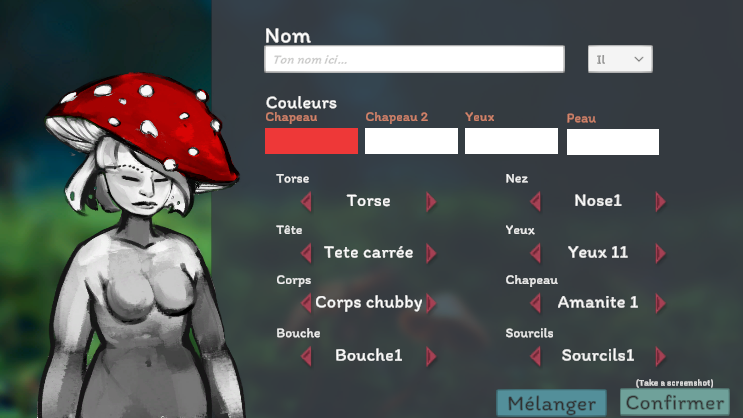 Nom
Ton nom ici...
Il
Couleurs
Chapeau Chapeau 2 Yeux Peau
Torse
Torse
Nez
Nose1
Tête
Tete carrée
Yeux
Yeux 11
Corps
Corps chubby
Chapeau
Amanite 1
Bouche
Bouche1
Sourcils
Sourcils1
(Take a screenshot)
Mélanger
Confirmer